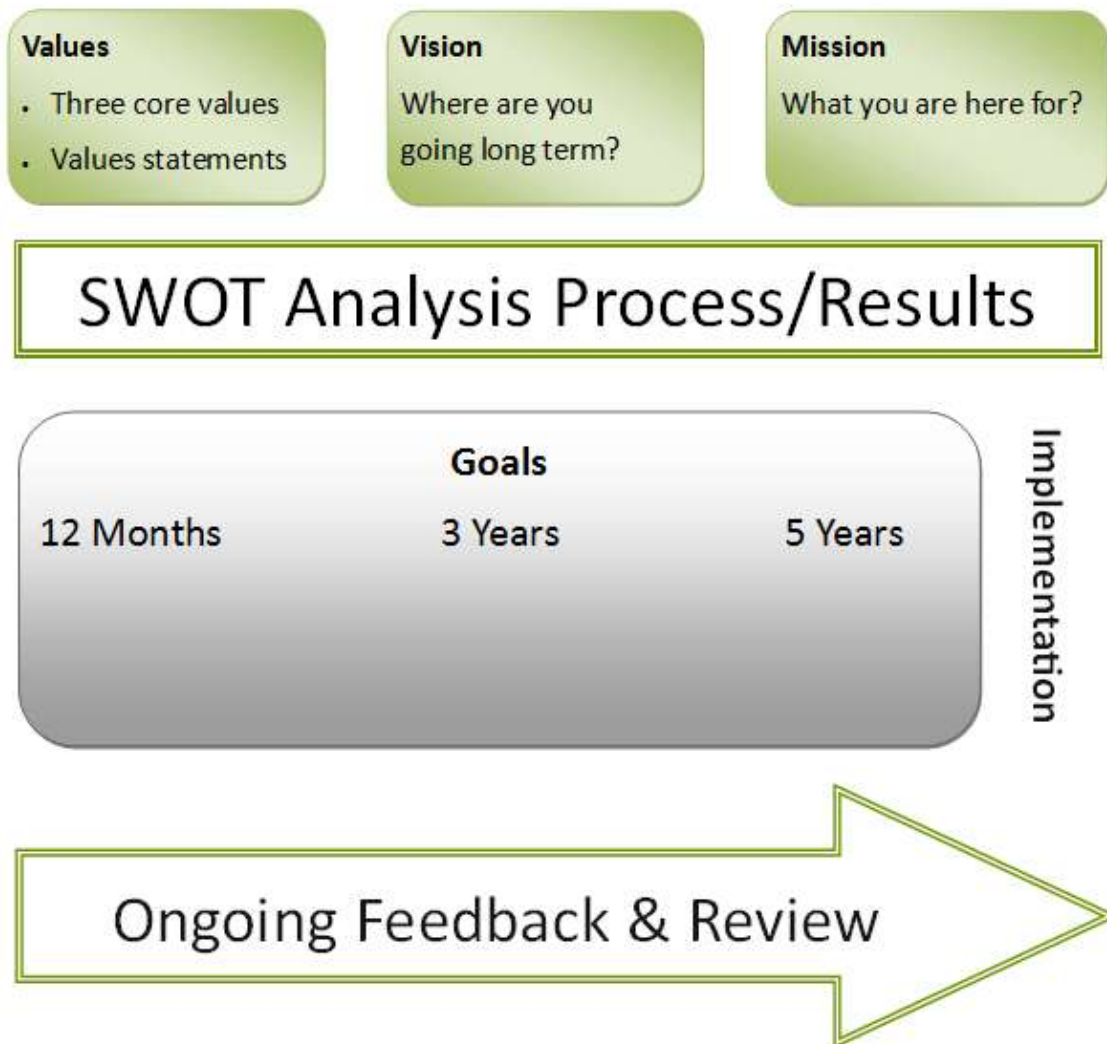 Values
• Three core values
• Values statements
Vision
Where are you
going long term?
Mission
What you are here for?
SWOT Analysis Process/Results
Goals
12 Months 3 Years 5 Years
Implementation
Ongoing Feedback & Review